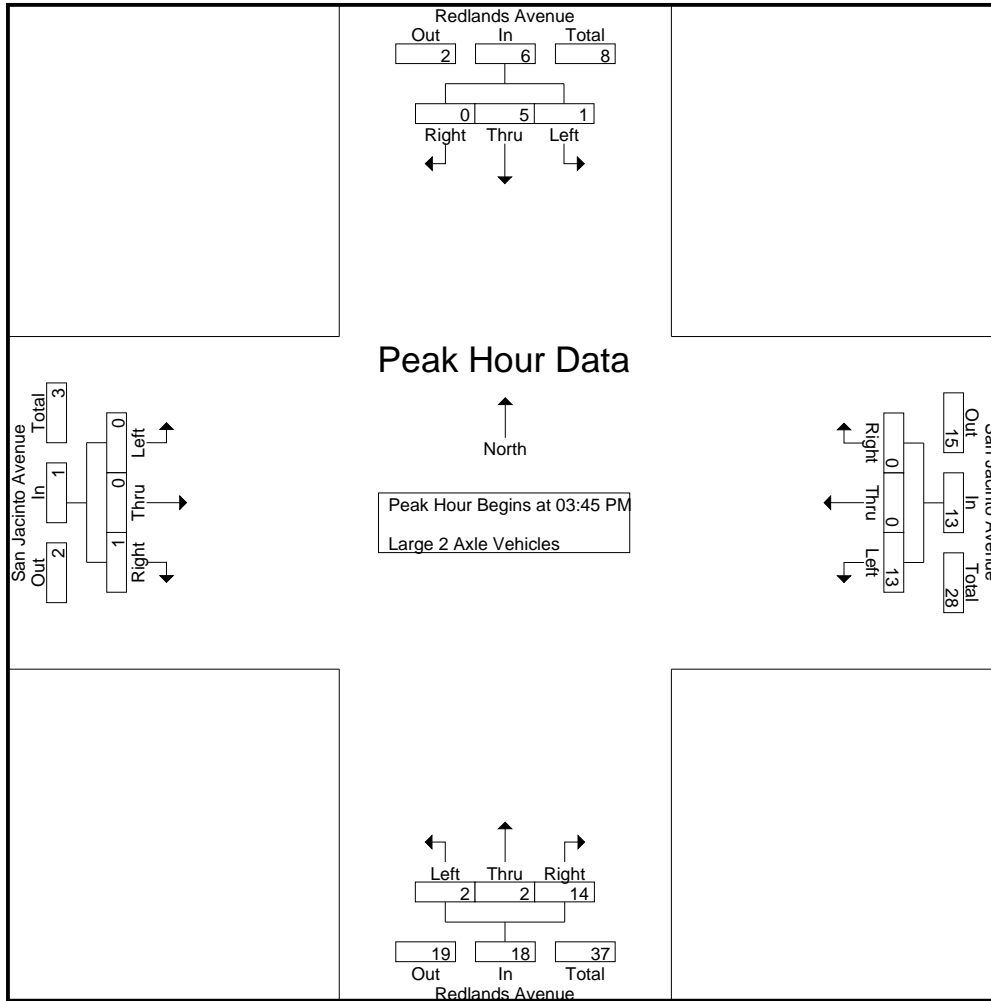 Redlands Avenue
Out In Total
2 6 8
0 5 1
Right Thru Left
Peak Hour Data
North
Peak Hour Begins at 03:45 PM
Large 2 Axle Vehicles
San Jacinto Avenue
Total In Out
3 1 2
0 0 1
Left Thru Right
San Jacinto Avenue
Out In Total
15 13 28
0 0 13
Right Thru Left
Left Thru Right
2 2 14
19 18 37
Out In Total
Redlands Avenue